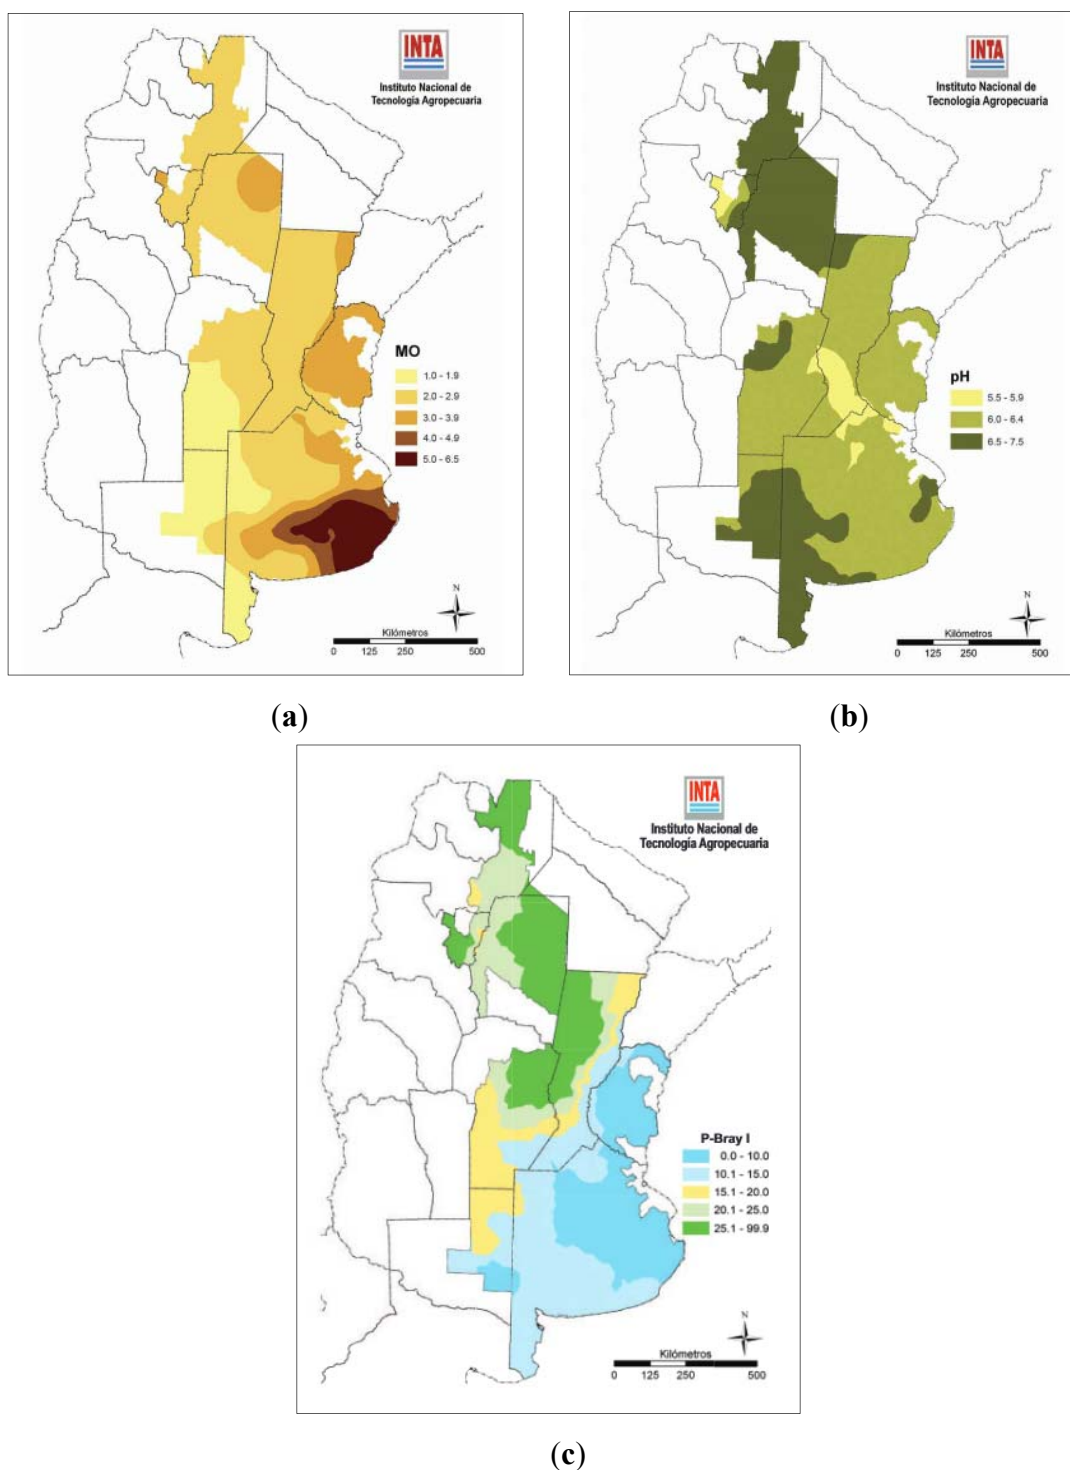 INTA
Instituto Nacional de
Tecnología Agropecuaria
MO
1.0 - 1.9
2.0 - 2.9
3.0 - 3.9
4.0 - 4.9
5.0 - 6.5
N
Kilómetros
0 125 250 500
(a)
INTA
Instituto Nacional de
Tecnología Agropecuaria
pH
5.5 - 5.9
6.0 - 6.4
6.5 - 7.5
N
Kilómetros
0 125 250 500
(b)
INTA
Instituto Nacional de
Tecnología Agropecuaria
P-Bray I
0.0 - 10.0
10.1 - 15.0
15.1 - 20.0
20.1 - 25.0
25.1 - 99.9
N
Kilómetros
0 125 250 500
(c)